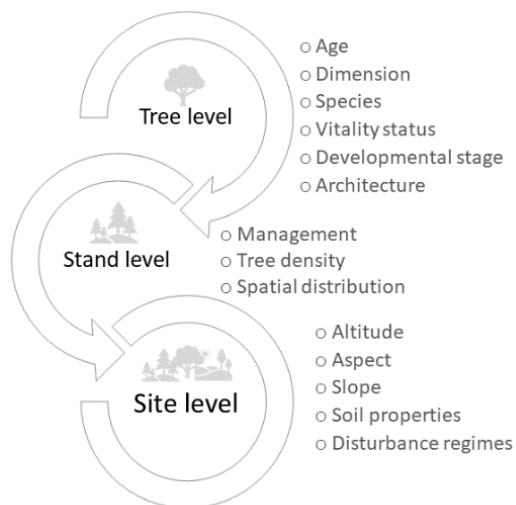 Tree level
○ Age
○ Dimension
○ Species
○ Vitality status
○ Developmental stage
○ Architecture
Stand level
○ Management
○ Tree density
○ Spatial distribution
Site level
○ Altitude
○ Aspect
○ Slope
○ Soil properties
○ Disturbance regimes